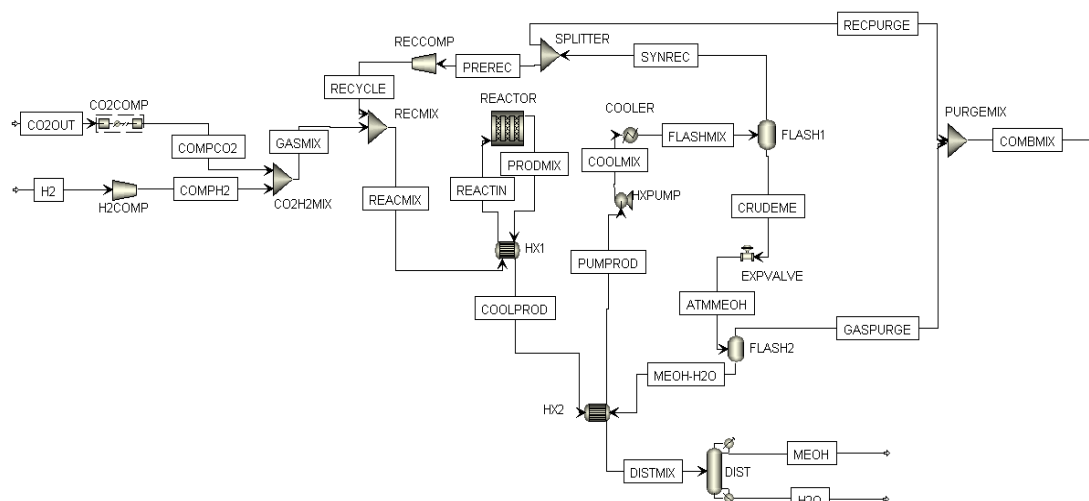 RECPURGE
SPLITTER
RECCOMP
SYNREC
PREREC
RECYCLE
REACTOR
CO2COMP
RECMIX
COOLER
PURGEMIX
CO2OUT
GASMIX
FLASHMIX
FLASH1
COMBMIX
COMPCO2
PRODMIX
COOLMIX
H2
COMPH2
REACTIN
H2COMP
CO2H2MIX
REACMIX
HXPUMP
CRUDEME
HX1
PUMPROD
EXPVALVE
COOLPROD
ATMMEOH
GASPURGE
FLASH2
MEOH-H2O
HX2
MEOH
DISTMIX
DIST
H2O